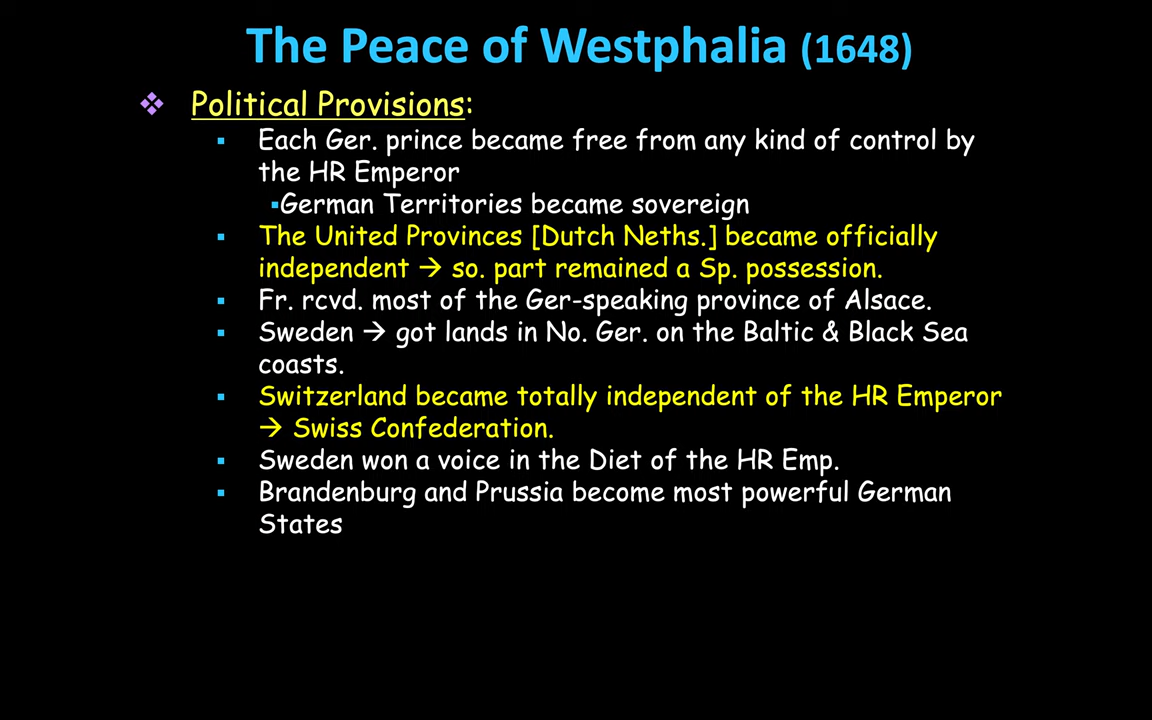 The Peace of Westphalia (1648)
❖ Political Provisions:
▪ Each Ger. prince became free from any kind of control by
the HR Emperor
▪German Territories became sovereign
▪ The United Provinces [Dutch Neths.] became officially
independent → so. part remained a Sp. possession.
▪ Fr. rcvd. most of the Ger-speaking province of Alsace.
▪ Sweden → got lands in No. Ger. on the Baltic & Black Sea
coasts.
▪ Switzerland became totally independent of the HR Emperor
→ Swiss Confederation.
▪ Sweden won a voice in the Diet of the HR Emp.
▪ Brandenburg and Prussia become most powerful German
States